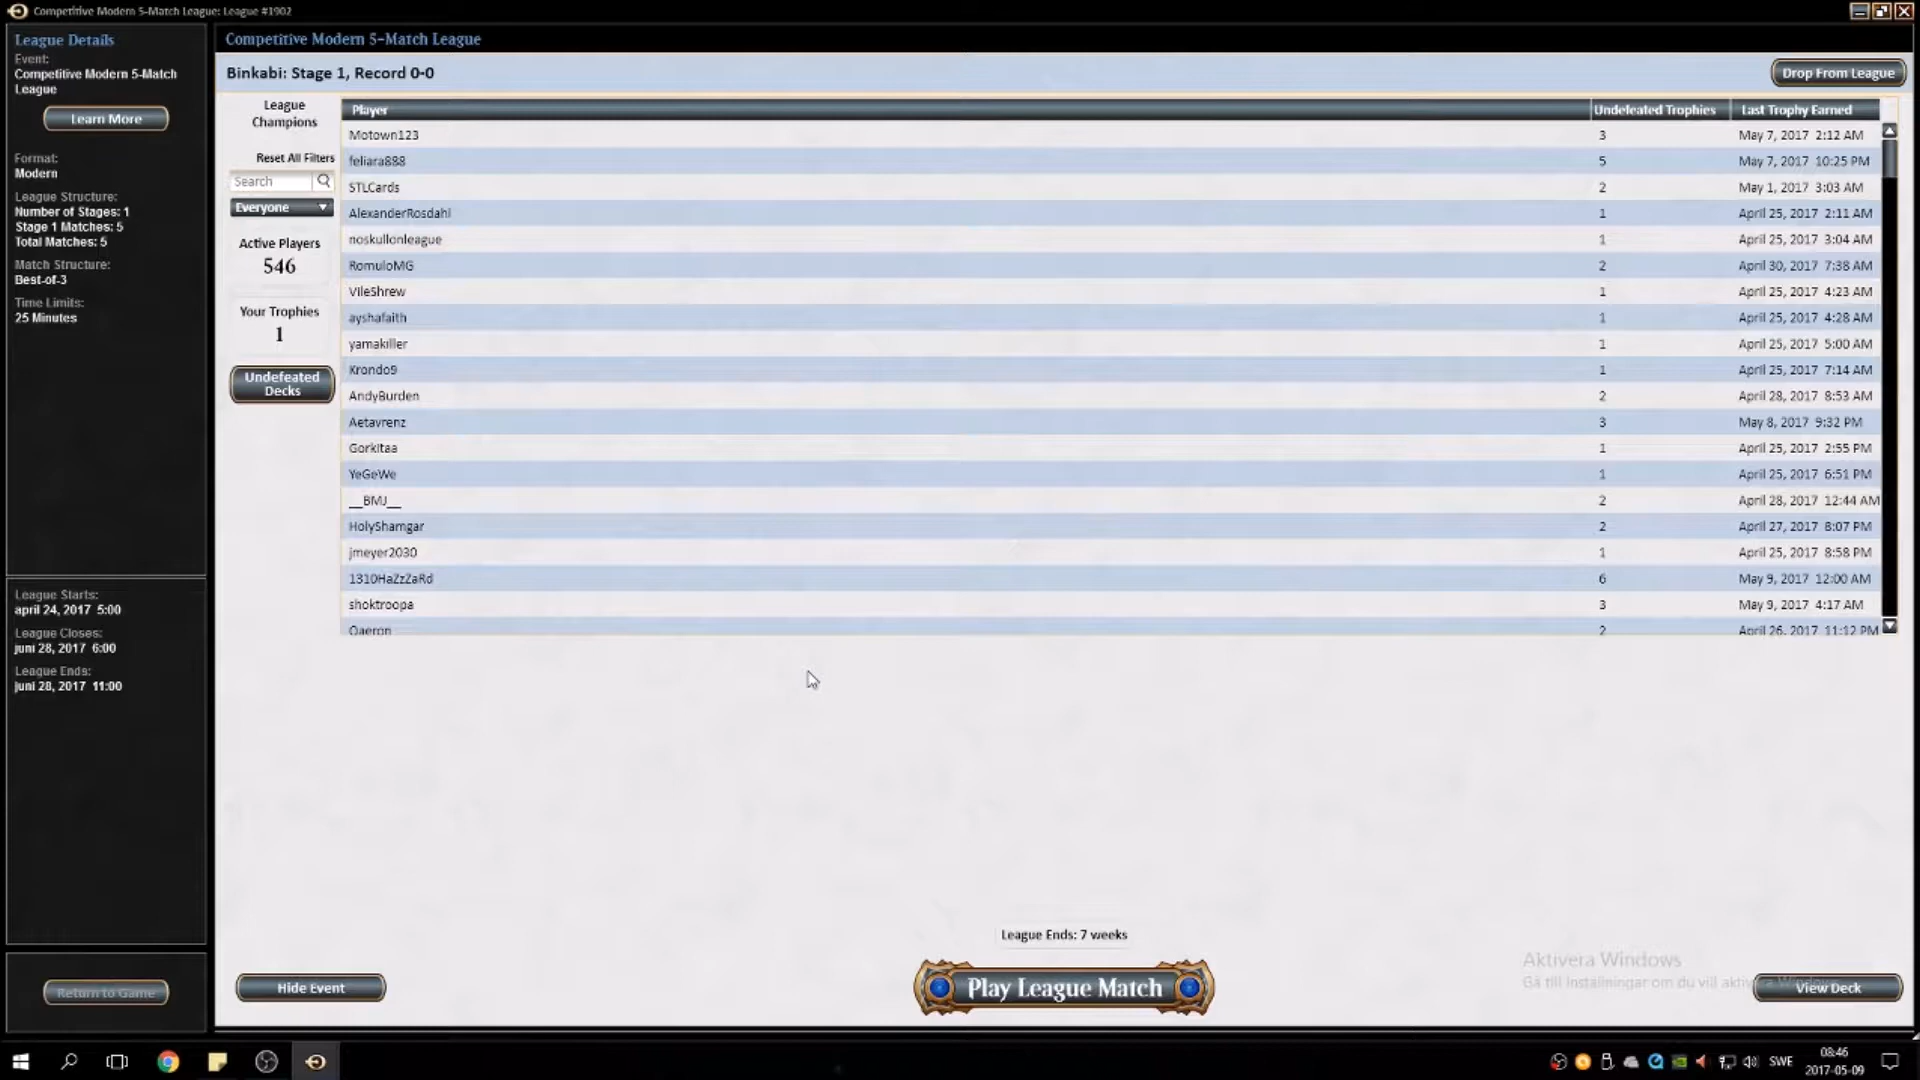 Competitive Modern 5-Match League: League #1902
League Details
Event:
Competitive Modern 5-Match
League
Learn More
Format:
Modern
League Structure:
Number of Stages: 1
Stage 1 Matches: 5
Total Matches: 5
Match Structure:
Best-of-3
Time Limits:
25 Minutes
League Starts:
april 24, 2017 5:00
League Closes:
juni 28, 2017 6:00
League Ends:
juni 28, 2017 11:00
Return to Game
Competitive Modern 5-Match League
Binkabi: Stage 1, Record 0-0
Drop From League
League
Champions
Reset All Filters
Search
Everyone
Active Players
546
Your Trophies
1
Undefeated
Decks
Player Undefeated Trophies Last Trophy Earned
Motown123 3 May 7, 2017 2:12 AM
feliara888 5 May 7, 2017 10:25 PM
STLCards 2 May 1, 2017 3:03 AM
AlexanderRosdahl 1 April 25, 2017 2:11 AM
noskullonleague 1 April 25, 2017 3:04 AM
RomuloMG 2 April 30, 2017 7:38 AM
VileShrew 1 April 25, 2017 4:23 AM
ayshafaith 1 April 25, 2017 4:28 AM
yamakiller 1 April 25, 2017 5:00 AM
Krondo9 1 April 25, 2017 7:14 AM
AndyBurden 2 April 28, 2017 8:53 AM
Aetavrenz 3 May 8, 2017 9:32 PM
Gorkitaa 1 April 25, 2017 2:55 PM
YeGeWe 1 April 25, 2017 6:51 PM
__BMJ__ 2 April 28, 2017 12:44 AM
HolyShamgar 2 April 27, 2017 8:07 PM
jmeyer2030 1 April 25, 2017 8:58 PM
1310HaZzZaRd 6 May 9, 2017 12:00 AM
shoktroopa 3 May 9, 2017 4:17 AM
Oaeron 2 April 26, 2017 11:12 PM
League Ends: 7 weeks
Hide Event
Play League Match
Aktivera Windows
Gå till Inställningar om du vill
View Deck
SWE
08:46
2017-05-09